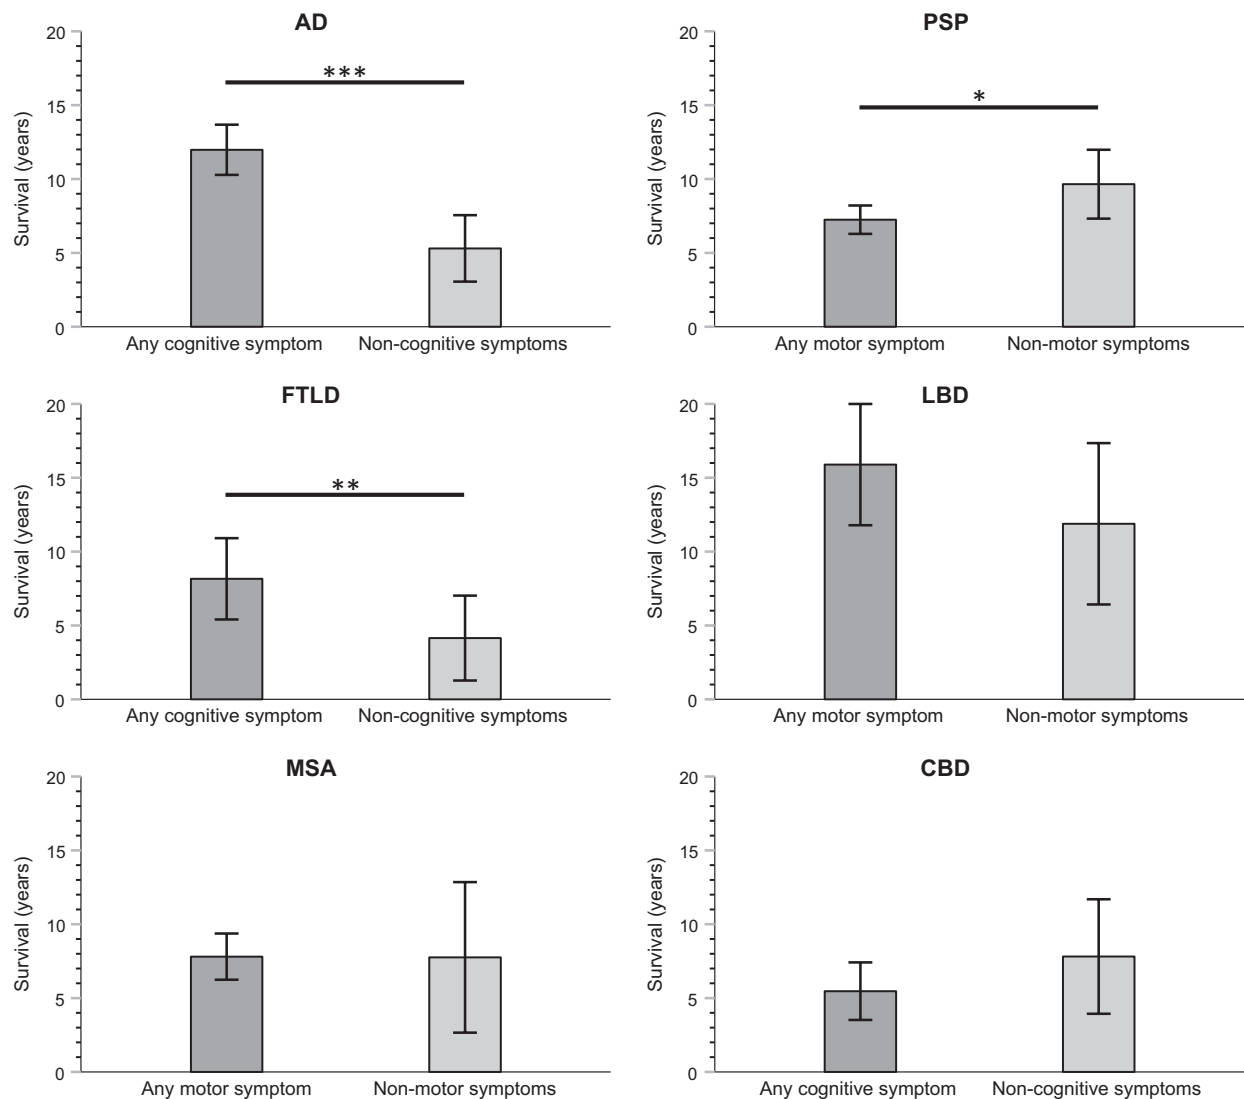 AD
Survival (years)
20
15
10
5
0
***
Any cognitive symptom
Non-cognitive symptoms
PSP
Survival (years)
20
15
10
5
0
*
Any motor symptom
Non-motor symptoms
FTLD
Survival (years)
20
15
10
5
0
**
Any cognitive symptom
Non-cognitive symptoms
LBD
Survival (years)
20
15
10
5
0
Any motor symptom
Non-motor symptoms
MSA
Survival (years)
20
15
10
5
0
Any motor symptom
Non-motor symptoms
CBD
Survival (years)
20
15
10
5
0
Any cognitive symptom
Non-cognitive symptoms